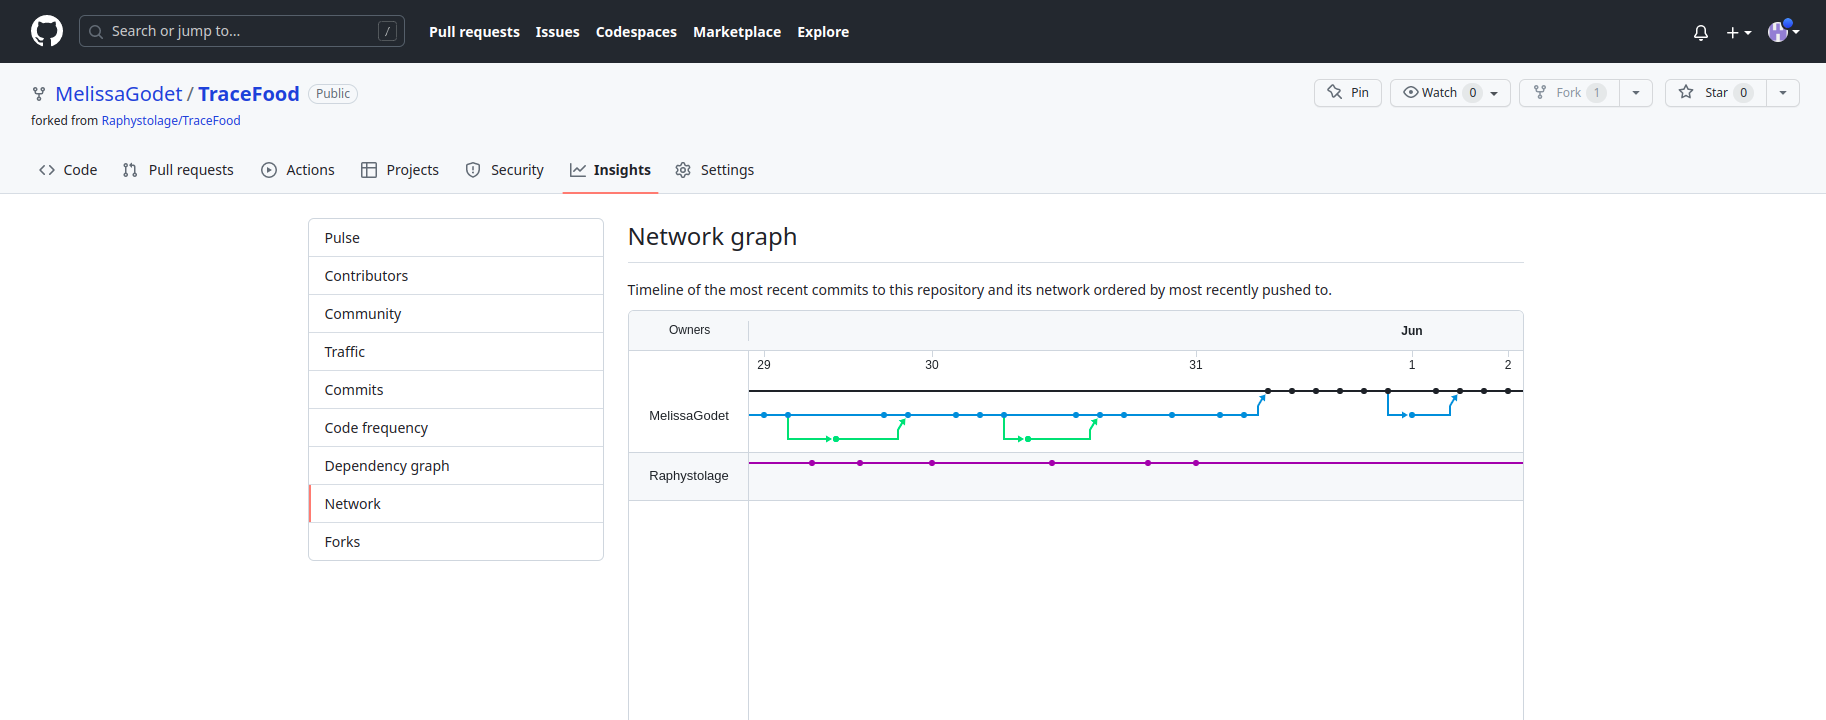 Search or jump to... /
Pull requests Issues Codespaces Marketplace Explore
MelissaGodet / TraceFood Public
Pin Watch 0 Fork 1 Star 0
forked from Raphystolage/TraceFood
Code Pull requests Actions Projects Security Insights Settings
Pulse
Contributors
Community
Traffic
Commits
Code frequency
Dependency graph
Network
Forks
Network graph
Timeline of the most recent commits to this repository and its network ordered by most recently pushed to.
Owners Jun
29 30 31 1 2
MelissaGodet
Raphystolage